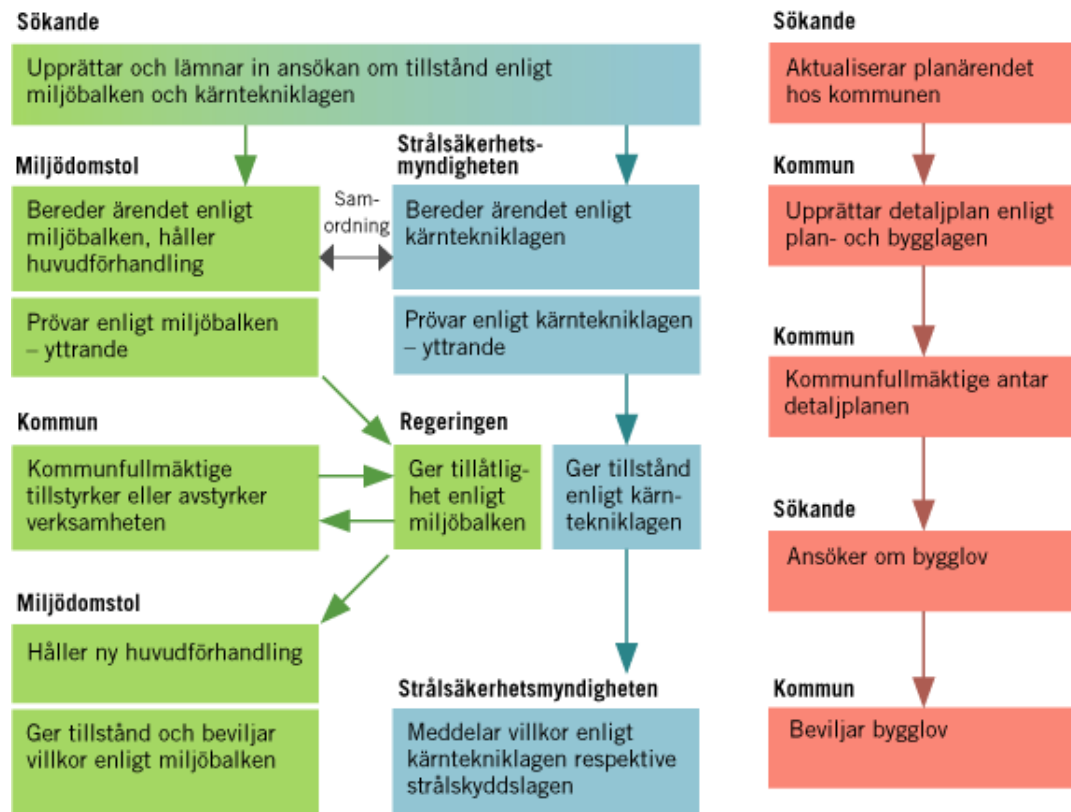 Sökande
Upprättar och lämnar in ansökan om tillstånd enligt
miljöbalken och kärntekniklagen
Miljödomstol
Bereder ärendet enligt
miljöbalken, håller
huvudförhandling
Sam-
ordning
Strålsäkerhets-
myndigheten
Bereder ärendet enligt
kärntekniklagen
Prövar enligt miljöbalken
– yttrande
Prövar enligt kärntekniklagen
– yttrande
Kommun
Kommunfullmäktige
tillstyrker eller avstyrker
verksamheten
Regeringen
Ger tillåtlig-
het enligt
miljöbalken
Ger tillstånd
enligt kärn-
tekniklagen
Miljödomstol
Håller ny huvudförhandling
Ger tillstånd och beviljar
villkor enligt miljöbalken
Strålsäkerhetsmyndigheten
Meddelar villkor enligt
kärntekniklagen respektive
strålskyddslagen
Sökande
Aktualiserar planärendet
hos kommunen
Kommun
Upprättar detaljplan enligt
plan- och bygglagen
Kommun
Kommunfullmäktige antar
detaljplanen
Sökande
Ansöker om bygglov
Kommun
Beviljar bygglov